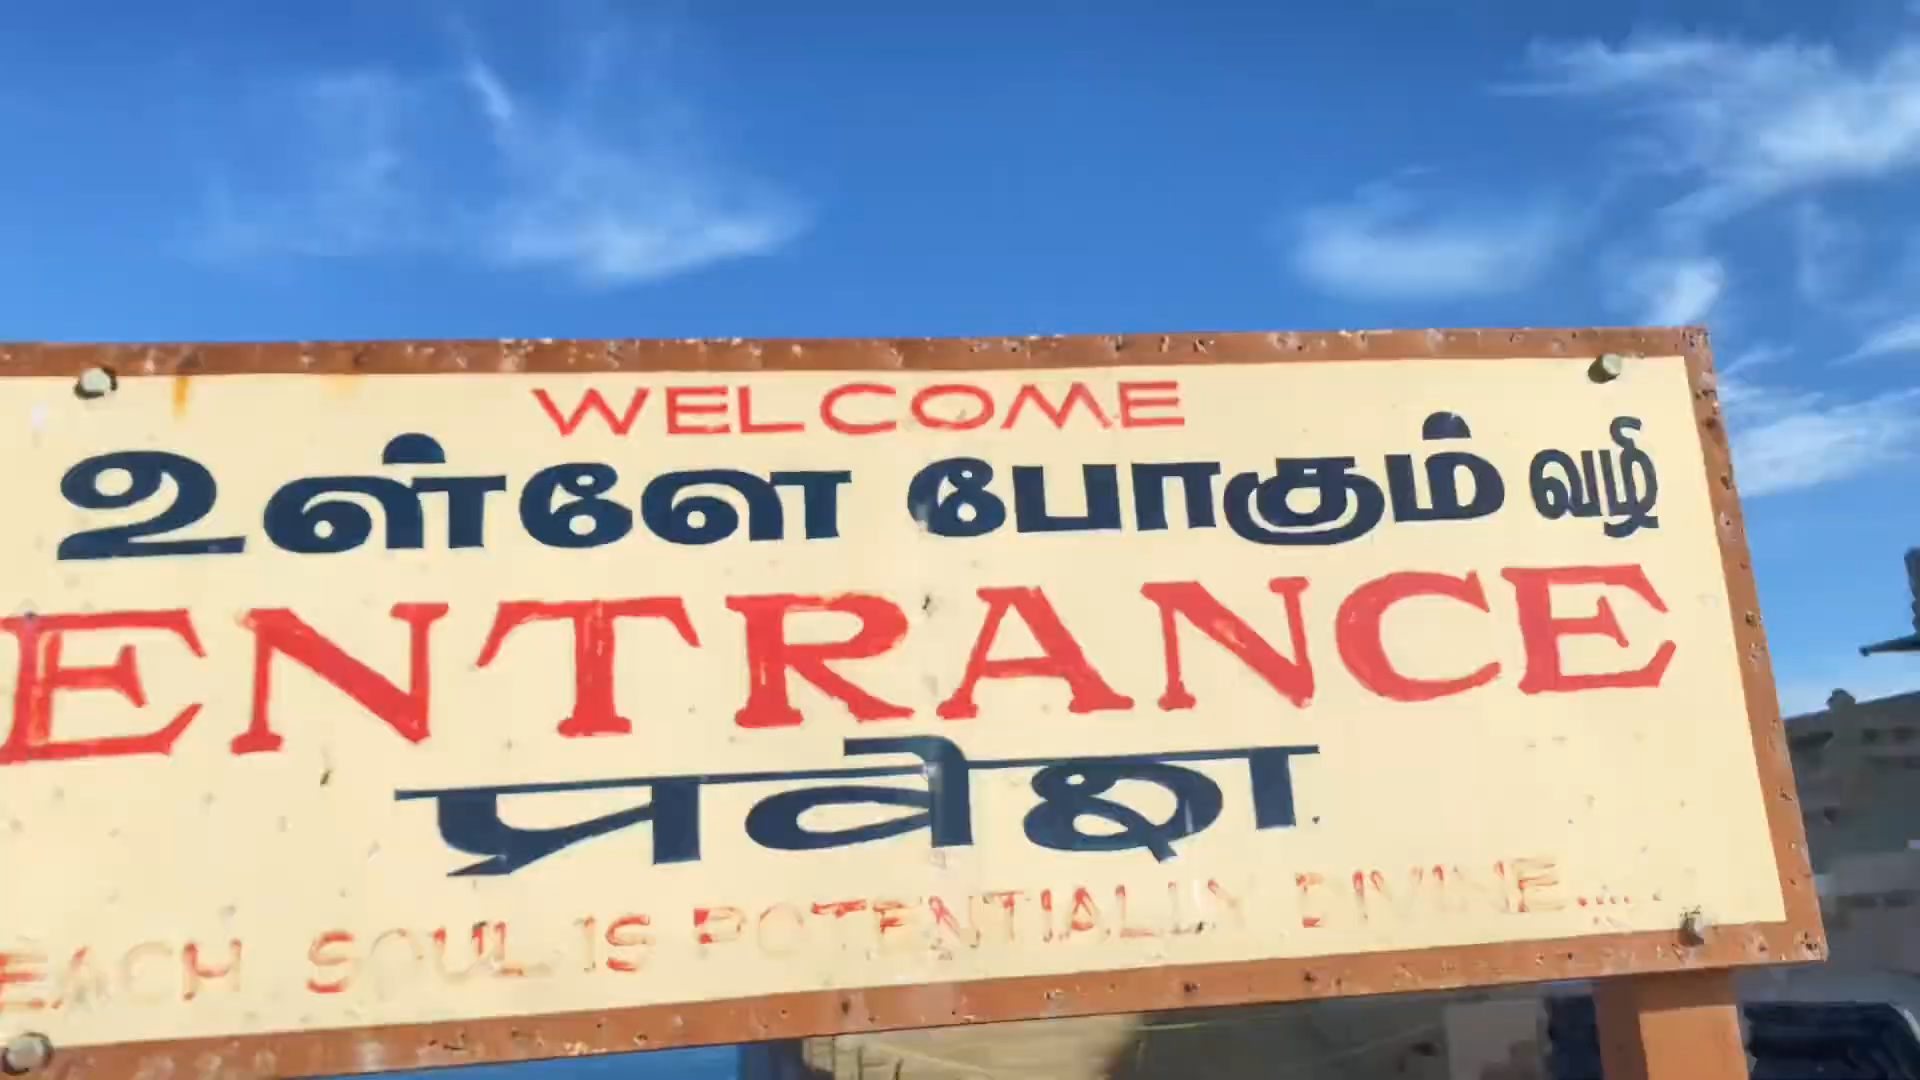 WELCOME
உள்ளே போகும் வழி
ENTRANCE
प्रवेश
EACH SOUL IS POTENTIALLY DIVINE.....